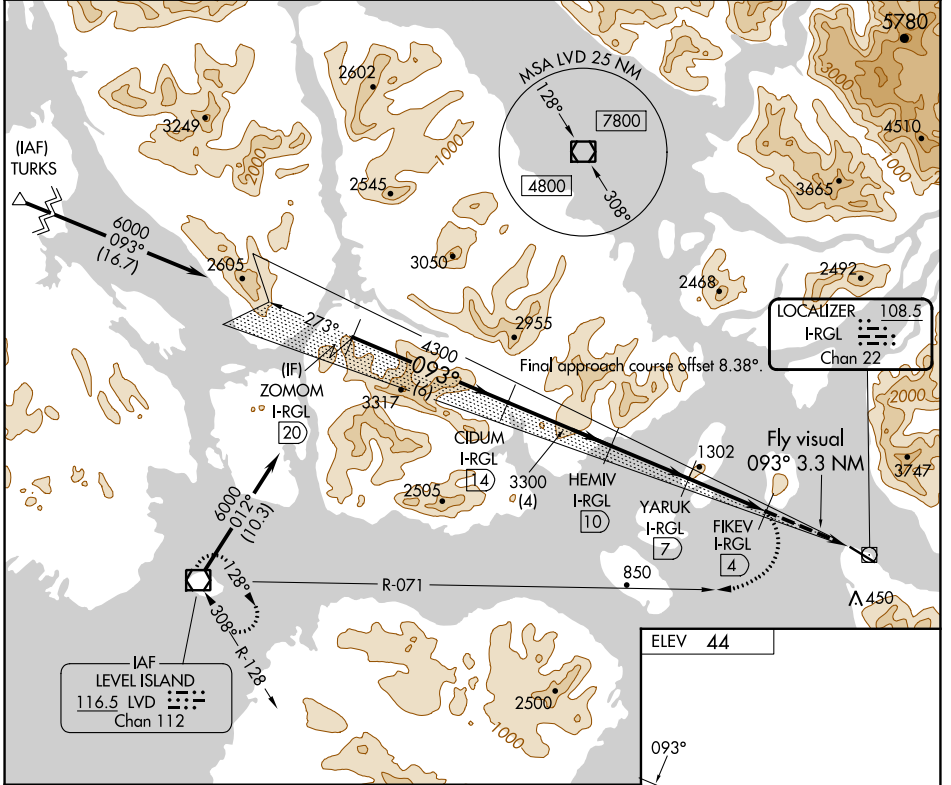 5780
3000
2602
MSA LVD 25 NM
128°
7800
4800
308°
3249
2000
1000
4510
1000
3665
(IAF)
TURKS
6000
093°
(16.7)
2545
2605
3050
2468
2492
LOCALIZER 108.5
I-RGL
Chan 22
273°
2955
4300
093°
(6)
Final approach course offset 8.38°.
(IF)
ZOMOM
I-RGL
20
3317
CIDUM
I-RGL
14
3300
(4)
HEMIV
I-RGL
10
1302
YARUK
I-RGL
7
Fly visual
093° 3.3 NM
FIKEV
I-RGL
4
2000
3747
2505
6000
012°
(10.3)
128°
R-071
850
450
308°
R-128
IAF
LEVEL ISLAND
116.5 LVD
Chan 112
2500
1000
ELEV 44
093°